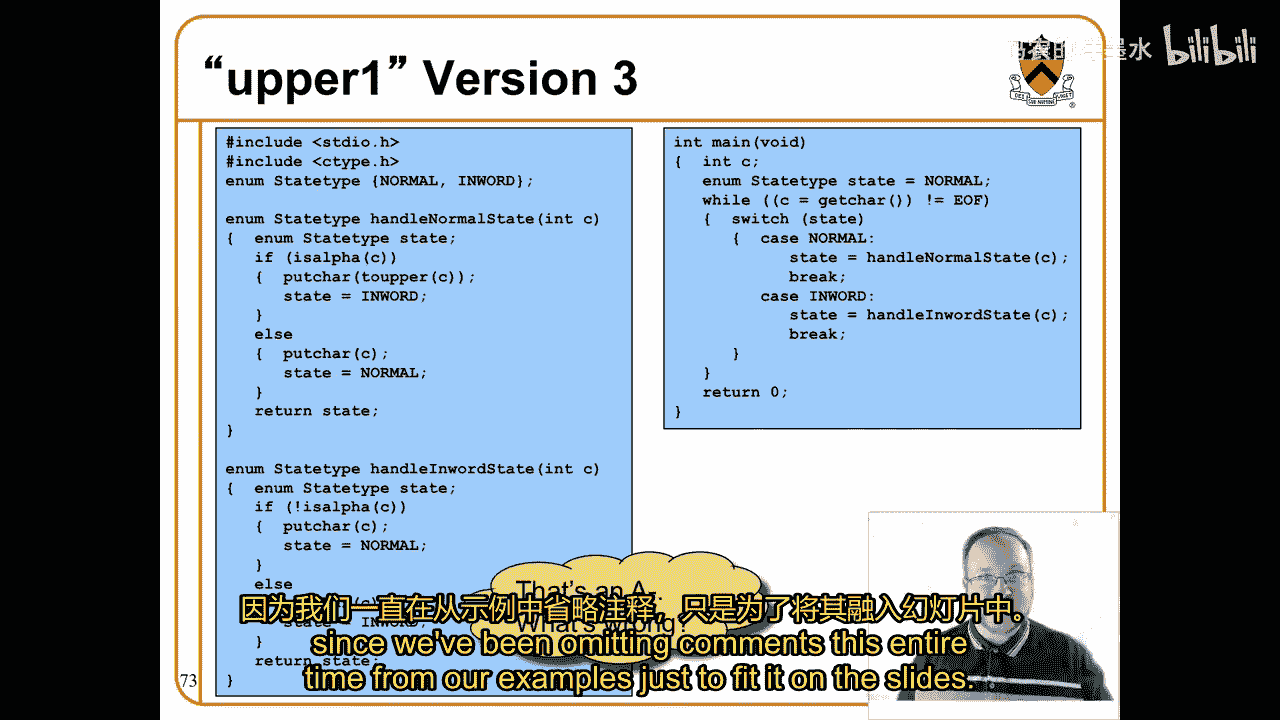 “upper1” Version 3
bilibili
#include <stdio.h>
#include <ctype.h>
enum Statetype {NORMAL, INWORD};
enum Statetype handleNormalState(int c)
{ enum Statetype state;
if (isalpha(c))
{ putchar(toupper(c));
state = INWORD;
}
else
{ putchar(c);
state = NORMAL;
}
return state;
}
enum Statetype handleInwordState(int c)
{ enum Statetype state;
if (!isalpha(c))
{ putchar(c);
state = NORMAL;
}
else
state = INWORD;
}
return state;
}
int main(void)
{ int c;
enum Statetype state = NORMAL;
while ((c = getchar()) != EOF)
{ switch (state)
{ case NORMAL:
state = handleNormalState(c);
break;
case INWORD:
state = handleInwordState(c);
break;
}
}
return 0;
}
That’s an A.
What’s wrong?
因为我们一直在从示例中省略注释，只是为了将其融入幻灯片中。
since we've been omitting comments this entire
time from our examples just to fit it on the slides.
73